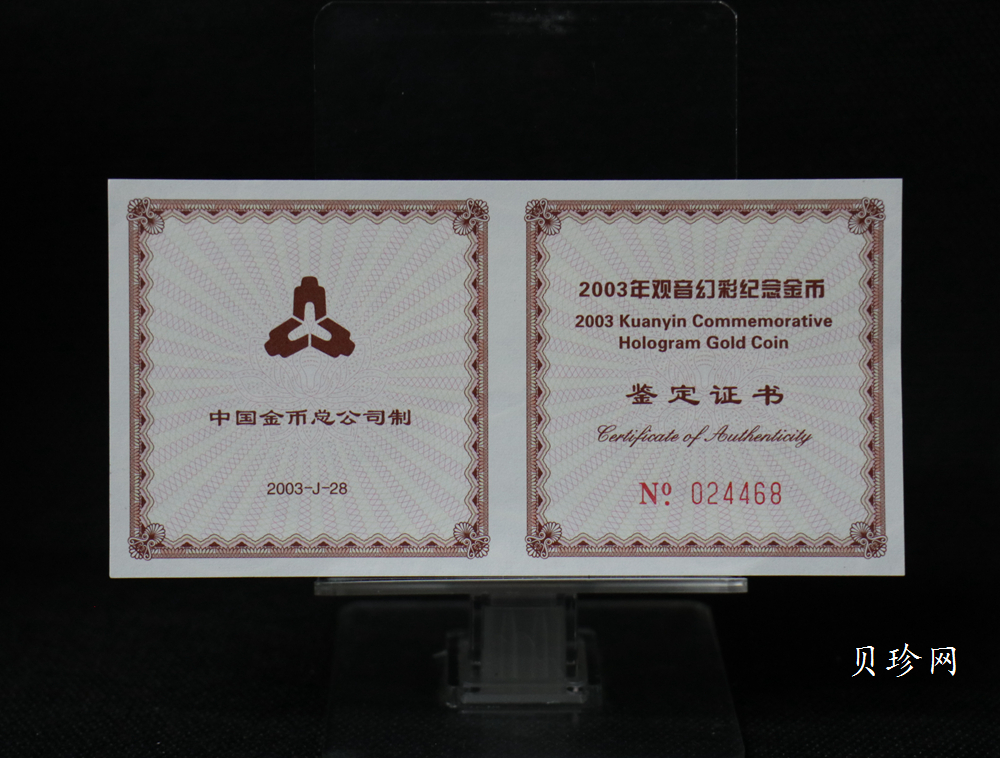 中国金币总公司制
2003-J-28
2003年观音幻彩纪念金币
2003 Kuanyin Commemorative
Hologram Gold Coin
鉴定证书
Certificate of Authenticity
Nº 024468
贝珍网